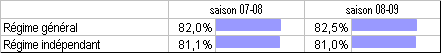 saison 07-08 saison 08-09
Régime général 82,0% 82,5%
Régime indépendant 81,1% 81,0%